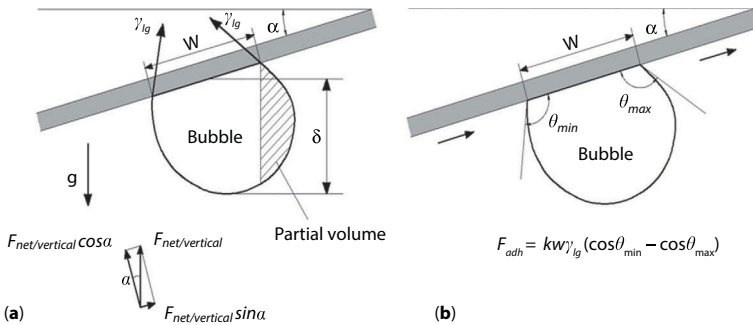 γlg
W
γlg
α
Bubble
δ
g
Partial volume
Fnet/vertical cosα
Fnet/vertical
α
Fnet/vertical sinα
(a)
α
W
θmin
θmax
Bubble
Fadh = kwγlg (cosθmin – cosθmax)
(b)